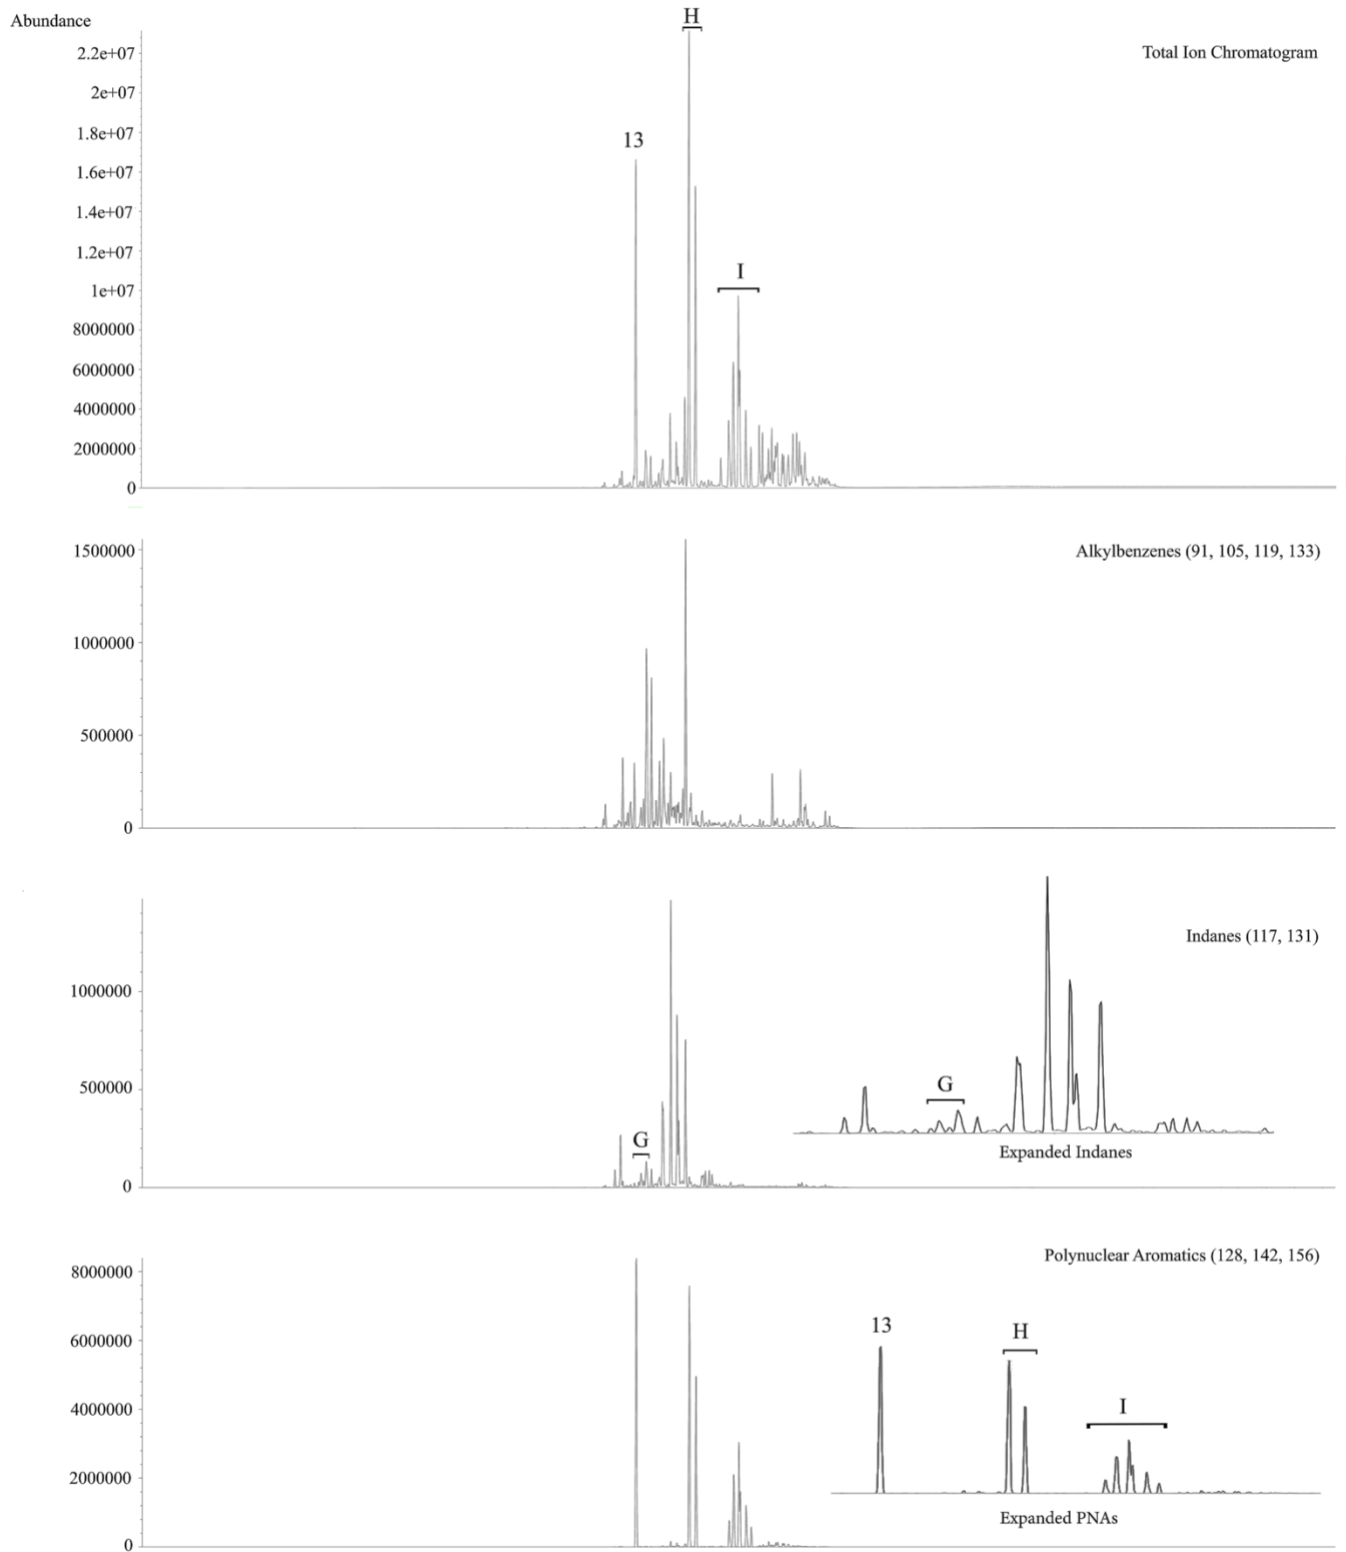 Abundance
H
Total Ion Chromatogram
2.2e+07
2e+07
1.8e+07
13
1.6e+07
1.4e+07
1.2e+07
I
1e+07
8000000
6000000
4000000
2000000
0
1500000
Alkylbenzenes (91, 105, 119, 133)
1000000
500000
0
Indanes (117, 131)
1000000
500000
G
G
Expanded Indanes
0
Polynuclear Aromatics (128, 142, 156)
8000000
13
H
6000000
I
4000000
2000000
Expanded PNAs
0